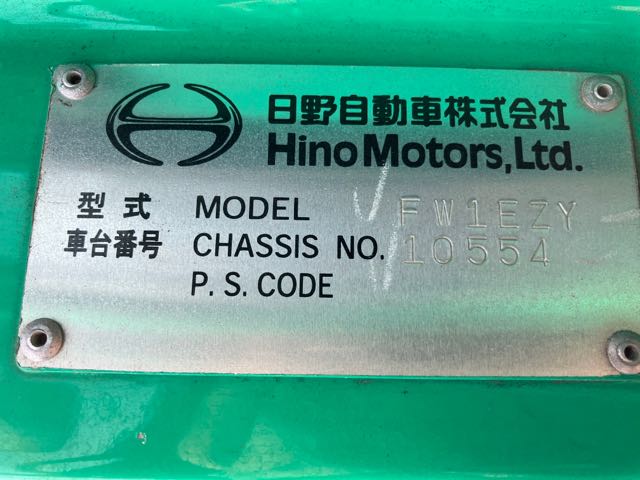 日野自動車株式会社
Hino Motors, Ltd.
型式 MODEL FW1EZY
車台番号 CHASSIS NO. 10554
P. S. CODE